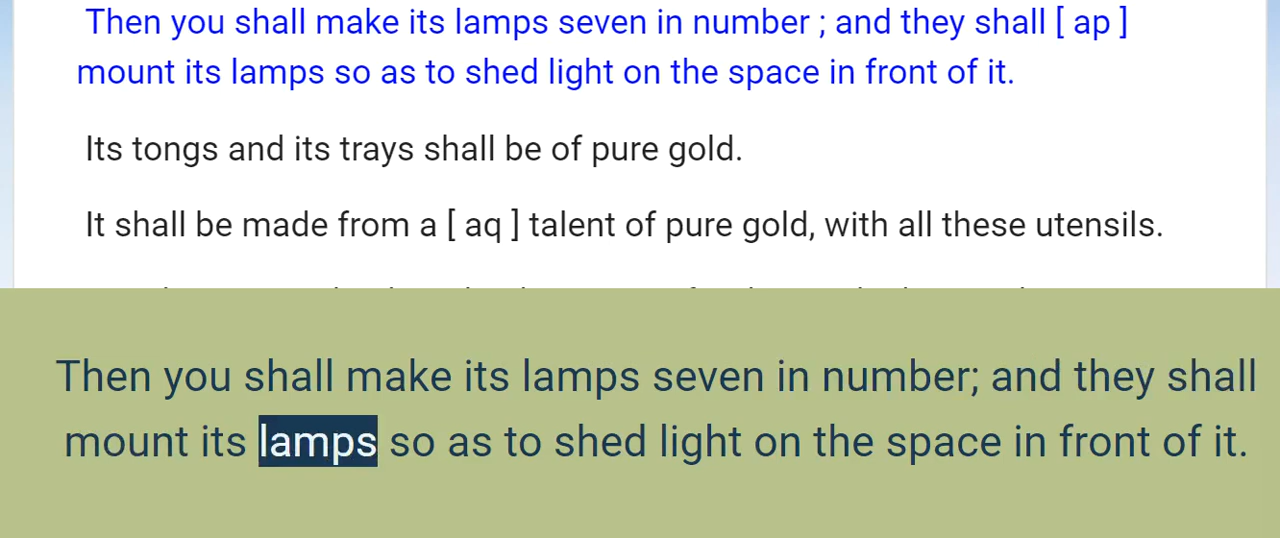 Then you shall make its lamps seven in number ; and they shall [ ap ]
mount its lamps so as to shed light on the space in front of it.
Its tongs and its trays shall be of pure gold.
It shall be made from a [ aq ] talent of pure gold, with all these utensils.
Then you shall make its lamps seven in number; and they shall
mount its lamps so as to shed light on the space in front of it.